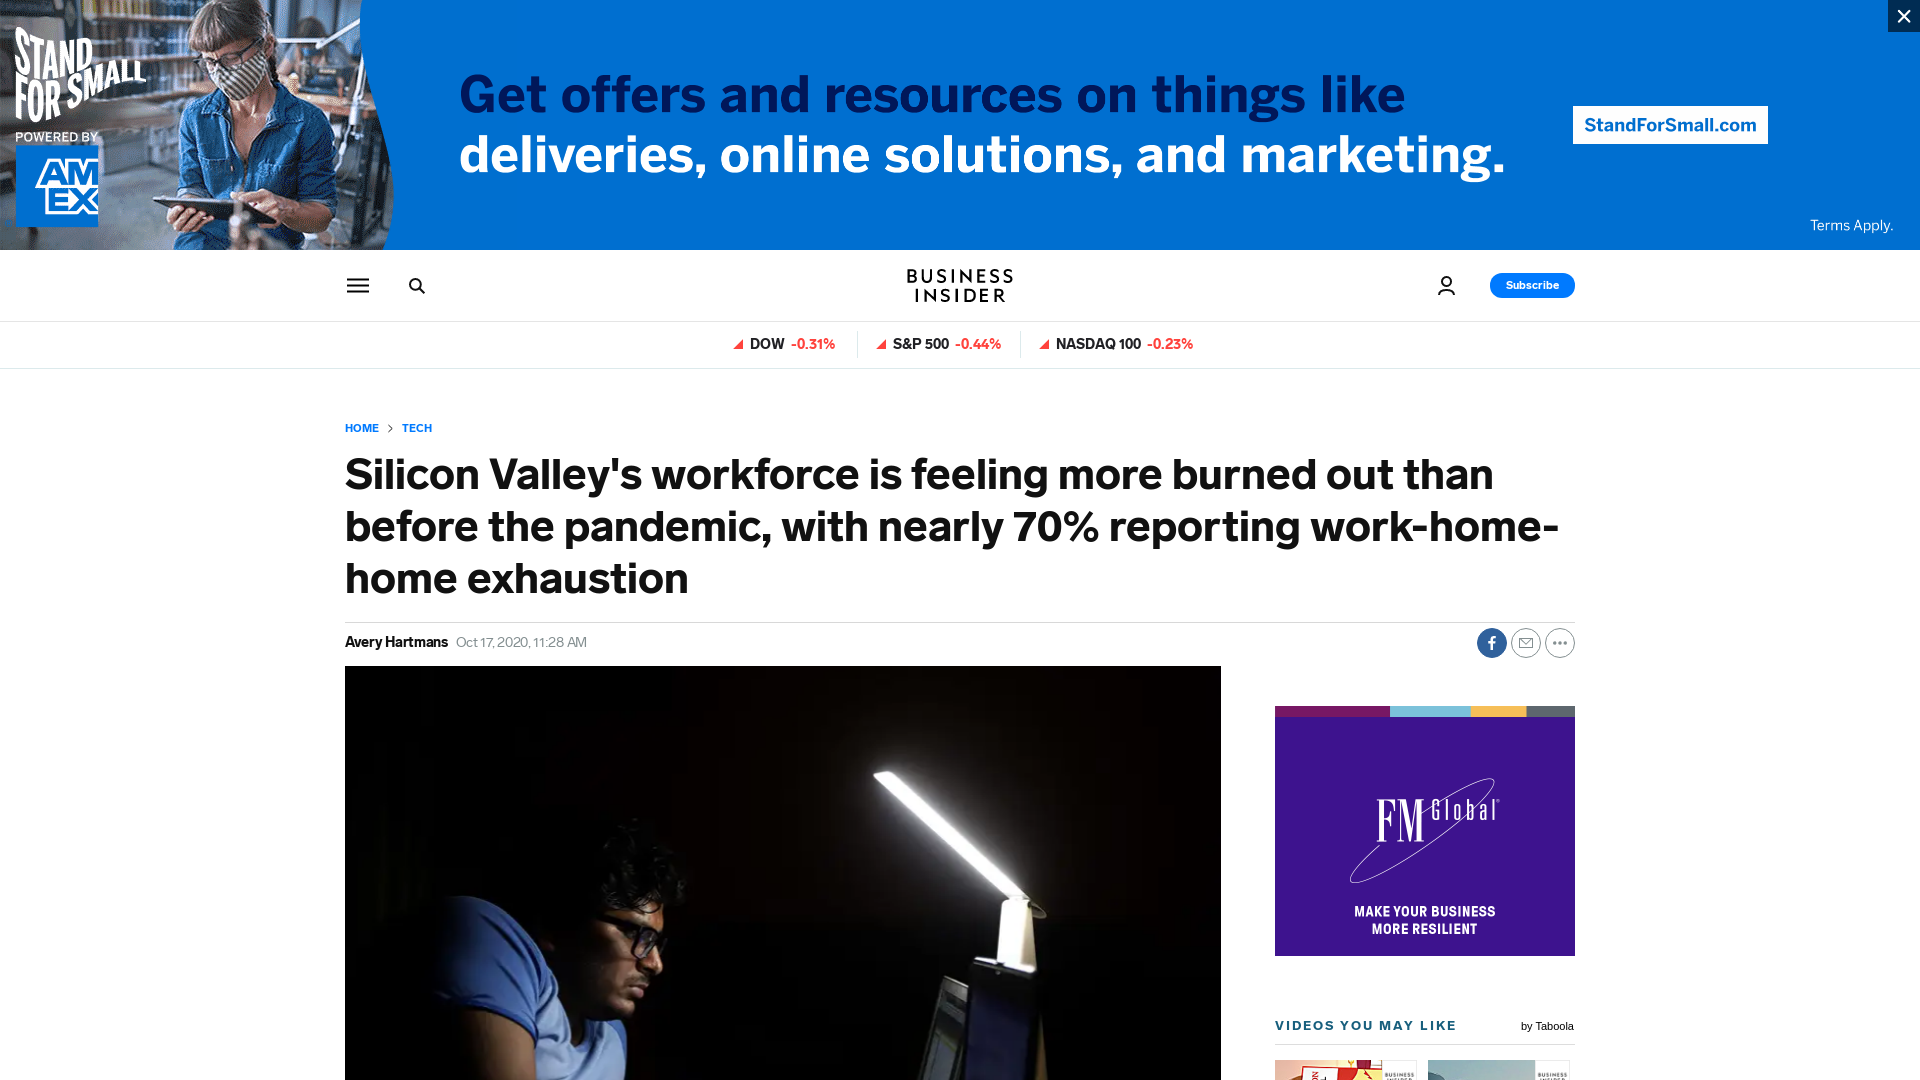 STAND
FOR SMALL
POWERED BY
AM
EX
Get offers and resources on things like
deliveries, online solutions, and marketing.
StandForSmall.com
Terms Apply.
BUSINESS
INSIDER
Subscribe
DOW -0.31%
S&P 500 -0.44%
NASDAQ 100 -0.23%
HOME > TECH
Silicon Valley's workforce is feeling more burned out than
before the pandemic, with nearly 70% reporting work-home-
home exhaustion
Avery Hartmans Oct 17, 2020, 11:28 AM
FM Global
MAKE YOUR BUSINESS
MORE RESILIENT
VIDEOS YOU MAY LIKE
by Taboola
BUSINESS
BUSINESS